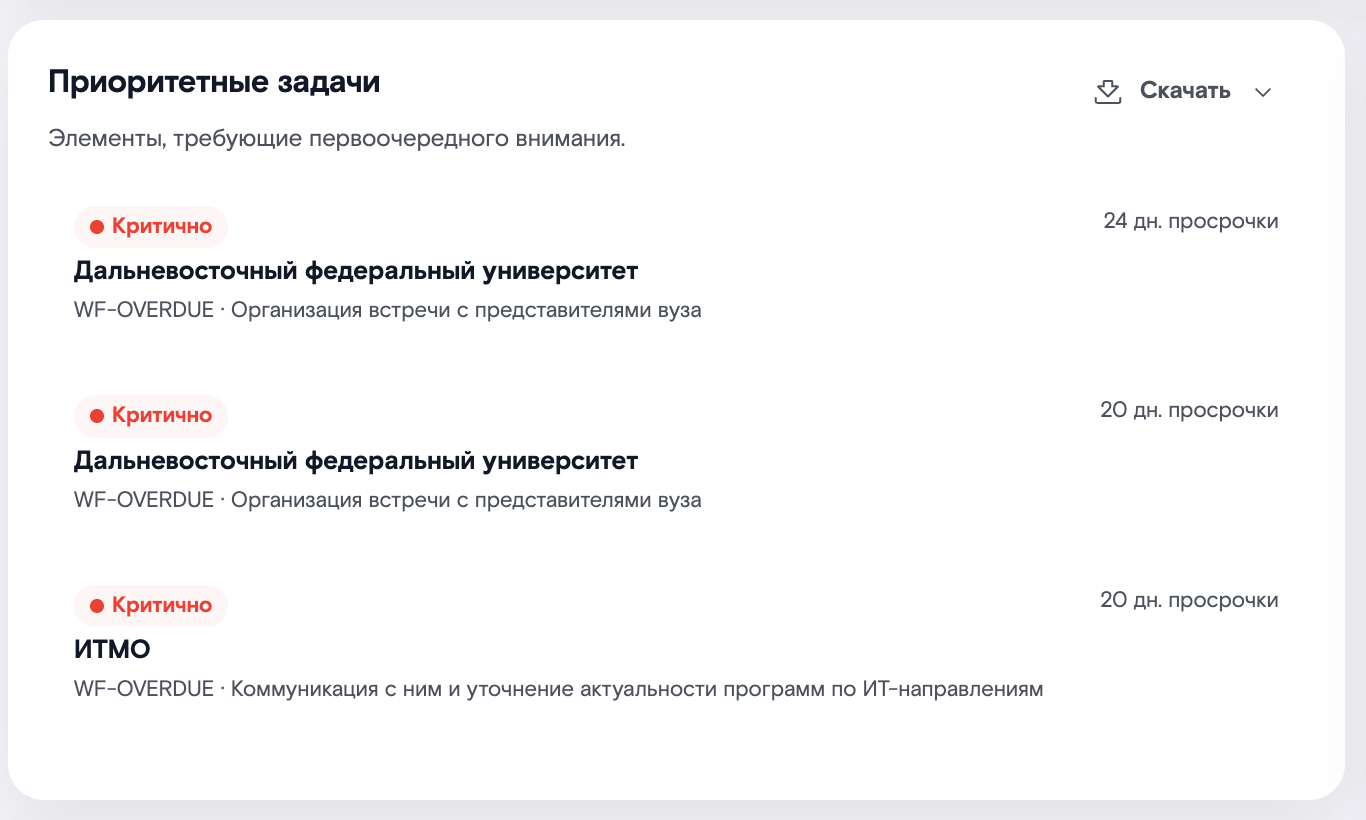 Приоритетные задачи
Скачать
Элементы, требующие первоочередного внимания.
Критично
24 дн. просрочки
Дальневосточный федеральный университет
WF-OVERDUE · Организация встречи с представителями вуза
Критично
20 дн. просрочки
Дальневосточный федеральный университет
WF-OVERDUE · Организация встречи с представителями вуза
Критично
20 дн. просрочки
ИТМО
WF-OVERDUE · Коммуникация с ним и уточнение актуальности программ по ИТ-направлениям